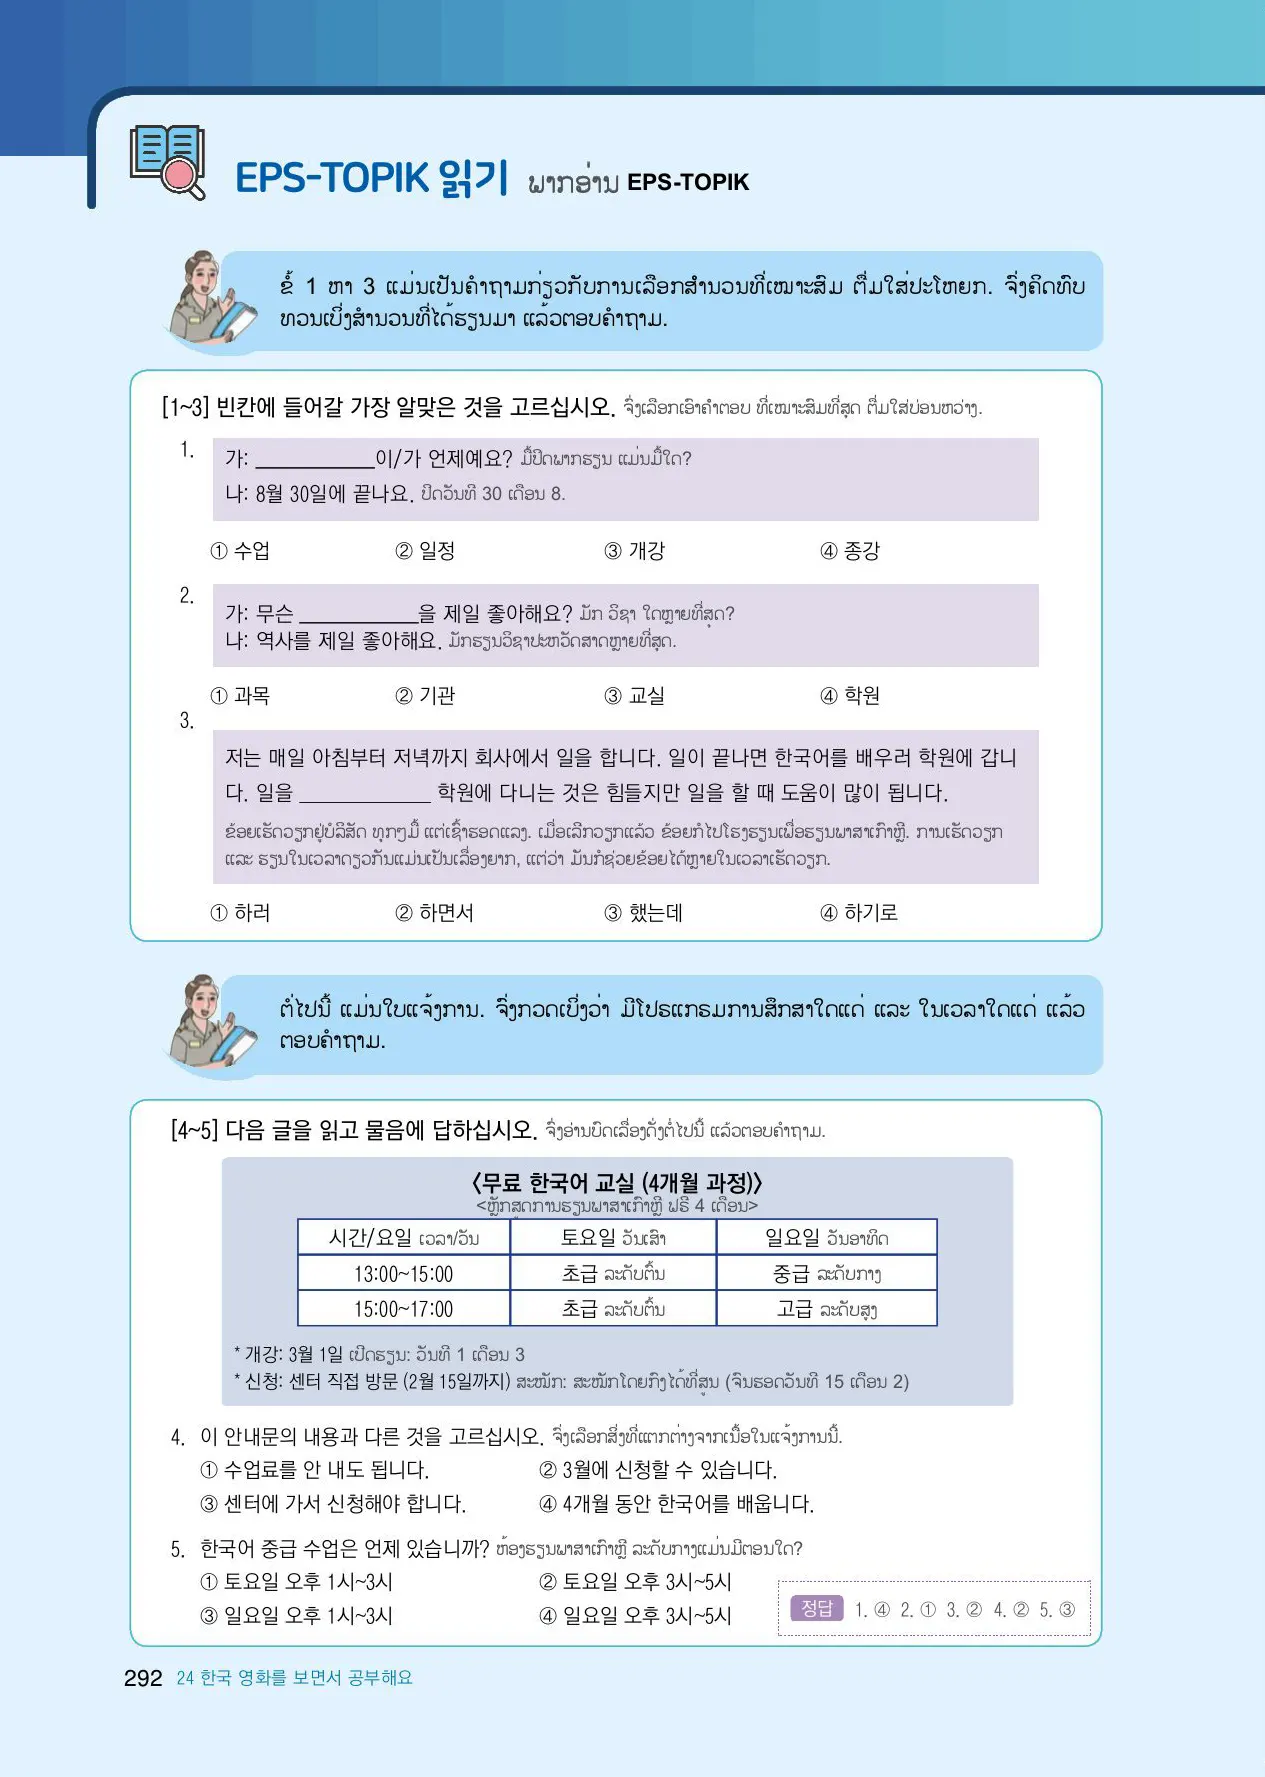 EPS-TOPIK 읽기 ພາກອ່ານ EPS-TOPIK
ຂໍ້ 1 ຫາ 3 ແມ່ນເປັນຄຳຖາມກ່ຽວກັບການເລືອກສຳນວນທີ່ເໝາະສົມ ຕື່ມໃສ່ປະໂຫຍກ. ຈົ່ງຄິດທົບ
ທວນເບິ່ງສຳນວນທີ່ໄດ້ຮຽນມາ ແລ້ວຕອບຄຳຖາມ.
[1~3] 빈칸에 들어갈 가장 알맞은 것을 고르십시오. ຈົ່ງເລືອກເອົາຄຳຕອບ ທີ່ເໝາະສົມທີ່ສຸດ ຕື່ມໃສ່ບ່ອນຫວ່າງ.
1. 가: ____________이/가 언제예요? ມື້ປິດພາກຮຽນ ແມ່ນມື້ໃດ?
나: 8월 30일에 끝나요. ປິດວັນທີ 30 ເດືອນ 8.
① 수업 ② 일정 ③ 개강 ④ 종강
2. 가: 무슨 ____________을 제일 좋아해요? ມັກ ວິຊາ ໃດຫຼາຍທີ່ສຸດ?
나: 역사를 제일 좋아해요. ມັກຮຽນວິຊາປະຫວັດສາດຫຼາຍທີ່ສຸດ.
① 과목 ② 기관 ③ 교실 ④ 학원
3.
저는 매일 아침부터 저녁까지 회사에서 일을 합니다. 일이 끝나면 한국어를 배우러 학원에 갑니
다. 일을 ____________ 학원에 다니는 것은 힘들지만 일을 할 때 도움이 많이 됩니다.
ຂ້ອຍເຮັດວຽກຢູ່ບໍລິສັດ ທຸກໆມື້ ແຕ່ເຊົ້າຮອດແລງ. ເມື່ອເລີກວຽກແລ້ວ ຂ້ອຍກໍໄປໂຮງຮຽນເພື່ອຮຽນພາສາເກົາຫຼີ. ການເຮັດວຽກ
ແລະ ຮຽນໃນເວລາດຽວກັນແມ່ນເປັນເລື່ອງຍາກ, ແຕ່ວ່າ ມັນກໍຊ່ວຍຂ້ອຍໄດ້ຫຼາຍໃນເວລາເຮັດວຽກ.
① 하러 ② 하면서 ③ 했는데 ④ 하기로
ຕໍ່ໄປນີ້ ແມ່ນໃບແຈ້ງການ. ຈົ່ງກວດເບິ່ງວ່າ ມີໂປຣແກຣມການສຶກສາໃດແດ່ ແລະ ໃນເວລາໃດແດ່ ແລ້ວ
ຕອບຄຳຖາມ.
[4~5] 다음 글을 읽고 물음에 답하십시오. ຈົ່ງອ່ານບົດເລື່ອງດັ່ງຕໍ່ໄປນີ້ ແລ້ວຕອບຄຳຖາມ.
〈무료 한국어 교실 (4개월 과정)〉
<ຫຼັກສູດການຮຽນພາສາເກົາຫຼີ ຟຣີ 4 ເດືອນ>
시간/요일 ເວລາ/ວັນ 토요일 ວັນເສົາ 일요일 ວັນອາທິດ
13:00~15:00 초급 ລະດັບຕົ້ນ 중급 ລະດັບກາງ
15:00~17:00 초급 ລະດັບຕົ້ນ 고급 ລະດັບສູງ
* 개강: 3월 1일 ເປີດຮຽນ: ວັນທີ 1 ເດືອນ 3
* 신청: 센터 직접 방문 (2월 15일까지) ສະໝັກ: ສະໝັກໂດຍກົງໄດ້ທີ່ສູນ (ຈົນຮອດວັນທີ 15 ເດືອນ 2)
4. 이 안내문의 내용과 다른 것을 고르십시오. ຈົ່ງເລືອກສິ່ງທີ່ແຕກຕ່າງຈາກເນື້ອໃນແຈ້ງການນີ້.
① 수업료를 안 내도 됩니다. ② 3월에 신청할 수 있습니다.
③ 센터에 가서 신청해야 합니다. ④ 4개월 동안 한국어를 배웁니다.
5. 한국어 중급 수업은 언제 있습니까? ຫ້ອງຮຽນພາສາເກົາຫຼີ ລະດັບກາງແມ່ນມີຕອນໃດ?
① 토요일 오후 1시~3시 ② 토요일 오후 3시~5시
③ 일요일 오후 1시~3시 ④ 일요일 오후 3시~5시
정답 1. ④ 2. ① 3. ② 4. ② 5. ③
292 24 한국 영화를 보면서 공부해요